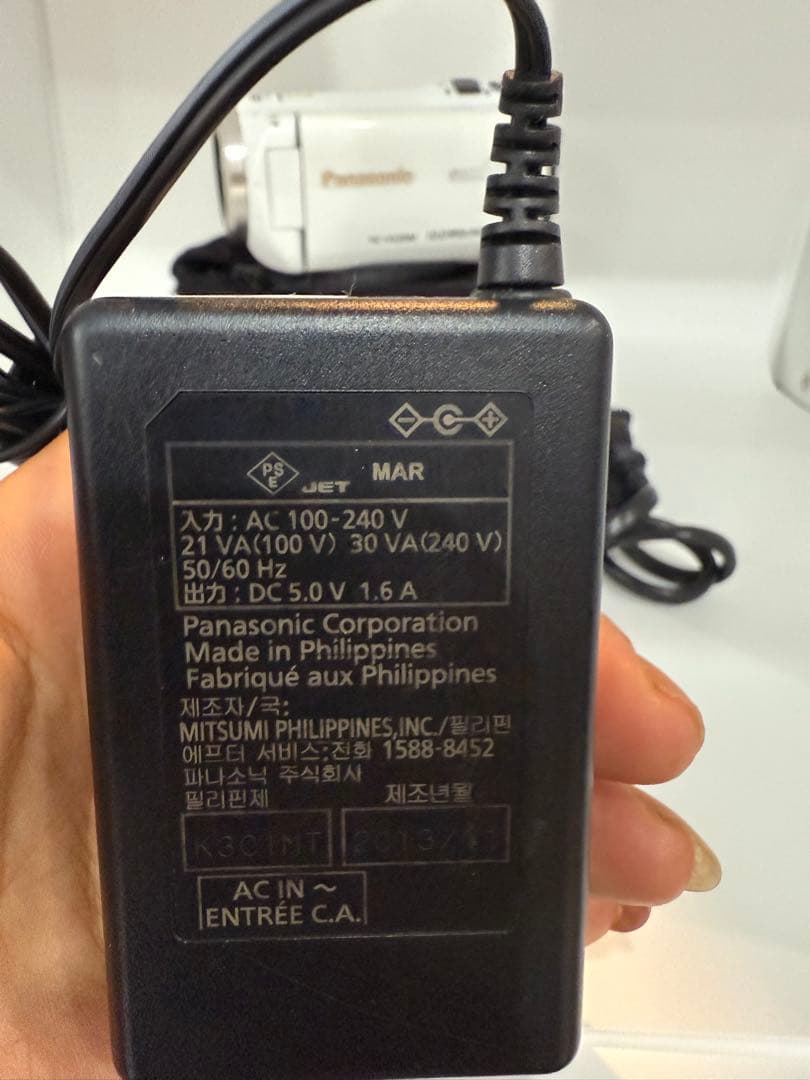 Panasonic
PS
E
JET MAR
入力 : AC 100-240 V
21 VA(100 V) 30 VA(240 V)
50/60 Hz
出力 : DC 5.0 V 1.6 A
Panasonic Corporation
Made in Philippines
Fabriqué aux Philippines
제조자/국:
MITSUMI PHILIPPINES,INC./필리핀
에프터 서비스:전화 1588-8452
파나소닉 주식회사
필리핀제 제조년월
K3C1MT
AC IN ~
ENTRÉE C.A.